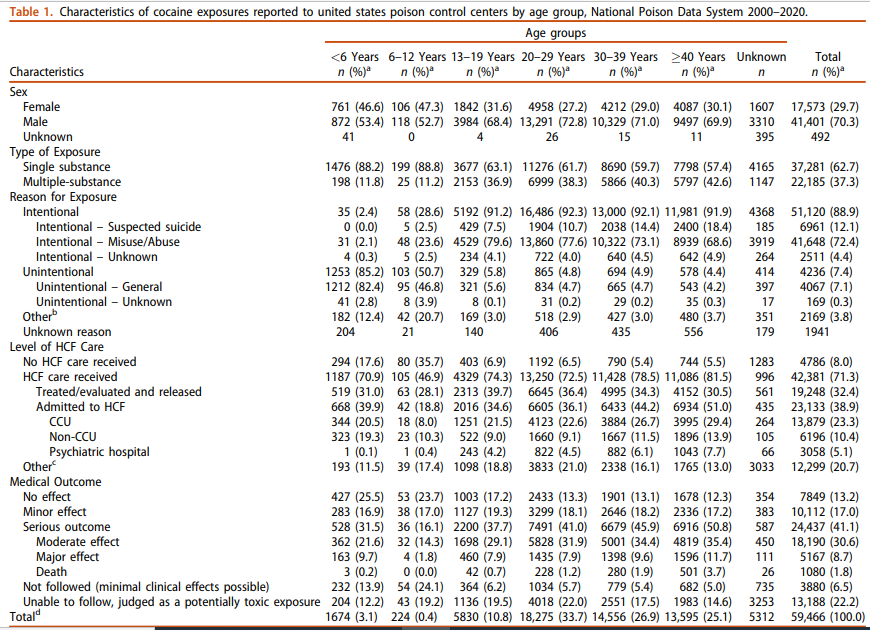 Table 1. Characteristics of cocaine exposures reported to united states poison control centers by age group, National Poison Data System 2000–2020.
Age groups
<6 Years 6–12 Years 13–19 Years 20–29 Years 30–39 Years ≥40 Years Unknown Total
Characteristics n (%)a n (%)a n (%)a n (%)a n (%)a n (%)a n n (%)a
Sex
Female 761 (46.6) 106 (47.3) 1842 (31.6) 4958 (27.2) 4212 (29.0) 4087 (30.1) 1607 17,573 (29.7)
Male 872 (53.4) 118 (52.7) 3984 (68.4) 13,291 (72.8) 10,329 (71.0) 9497 (69.9) 3310 41,401 (70.3)
Unknown 41 0 4 26 15 11 395 492
Type of Exposure
Single substance 1476 (88.2) 199 (88.8) 3677 (63.1) 11276 (61.7) 8690 (59.7) 7798 (57.4) 4165 37,281 (62.7)
Multiple-substance 198 (11.8) 25 (11.2) 2153 (36.9) 6999 (38.3) 5866 (40.3) 5797 (42.6) 1147 22,185 (37.3)
Reason for Exposure
Intentional 35 (2.4) 58 (28.6) 5192 (91.2) 16,486 (92.3) 13,000 (92.1) 11,981 (91.9) 4368 51,120 (88.9)
Intentional – Suspected suicide 0 (0.0) 5 (2.5) 429 (7.5) 1904 (10.7) 2038 (14.4) 2400 (18.4) 185 6961 (12.1)
Intentional – Misuse/Abuse 31 (2.1) 48 (23.6) 4529 (79.6) 13,860 (77.6) 10,322 (73.1) 8939 (68.6) 3919 41,648 (72.4)
Intentional – Unknown 4 (0.3) 5 (2.5) 234 (4.1) 722 (4.0) 640 (4.5) 642 (4.9) 264 2511 (4.4)
Unintentional 1253 (85.2) 103 (50.7) 329 (5.8) 865 (4.8) 694 (4.9) 578 (4.4) 414 4236 (7.4)
Unintentional – General 1212 (82.4) 95 (46.8) 321 (5.6) 834 (4.7) 665 (4.7) 543 (4.2) 397 4067 (7.1)
Unintentional – Unknown 41 (2.8) 8 (3.9) 8 (0.1) 31 (0.2) 29 (0.2) 35 (0.3) 17 169 (0.3)
Otherb 182 (12.4) 42 (20.7) 169 (3.0) 518 (2.9) 427 (3.0) 480 (3.7) 351 2169 (3.8)
Unknown reason 204 21 140 406 435 556 179 1941
Level of HCF Care
No HCF care received 294 (17.6) 80 (35.7) 403 (6.9) 1192 (6.5) 790 (5.4) 744 (5.5) 1283 4786 (8.0)
HCF care received 1187 (70.9) 105 (46.9) 4329 (74.3) 13,250 (72.5) 11,428 (78.5) 11,086 (81.5) 996 42,381 (71.3)
Treated/evaluated and released 519 (31.0) 63 (28.1) 2313 (39.7) 6645 (36.4) 4995 (34.3) 4152 (30.5) 561 19,248 (32.4)
Admitted to HCF 668 (39.9) 42 (18.8) 2016 (34.6) 6605 (36.1) 6433 (44.2) 6934 (51.0) 435 23,133 (38.9)
CCU 344 (20.5) 18 (8.0) 1251 (21.5) 4123 (22.6) 3884 (26.7) 3995 (29.4) 264 13,879 (23.3)
Non-CCU 323 (19.3) 23 (10.3) 522 (9.0) 1660 (9.1) 1667 (11.5) 1896 (13.9) 105 6196 (10.4)
Psychiatric hospital 1 (0.1) 1 (0.4) 243 (4.2) 822 (4.5) 882 (6.1) 1043 (7.7) 66 3058 (5.1)
Otherc 193 (11.5) 39 (17.4) 1098 (18.8) 3833 (21.0) 2338 (16.1) 1765 (13.0) 3033 12,299 (20.7)
Medical Outcome
No effect 427 (25.5) 53 (23.7) 1003 (17.2) 2433 (13.3) 1901 (13.1) 1678 (12.3) 354 7849 (13.2)
Minor effect 283 (16.9) 38 (17.0) 1127 (19.3) 3299 (18.1) 2646 (18.2) 2336 (17.2) 383 10,112 (17.0)
Serious outcome 528 (31.5) 36 (16.1) 2200 (37.7) 7491 (41.0) 6679 (45.9) 6916 (50.8) 587 24,437 (41.1)
Moderate effect 362 (21.6) 32 (14.3) 1698 (29.1) 5828 (31.9) 5001 (34.4) 4819 (35.4) 450 18,190 (30.6)
Major effect 163 (9.7) 4 (1.8) 460 (7.9) 1435 (7.9) 1398 (9.6) 1596 (11.7) 111 5167 (8.7)
Death 3 (0.2) 0 (0.0) 42 (0.7) 228 (1.2) 280 (1.9) 501 (3.7) 26 1080 (1.8)
Not followed (minimal clinical effects possible) 232 (13.9) 54 (24.1) 364 (6.2) 1034 (5.7) 779 (5.4) 682 (5.0) 735 3880 (6.5)
Unable to follow, judged as a potentially toxic exposure 204 (12.2) 43 (19.2) 1136 (19.5) 4018 (22.0) 2551 (17.5) 1983 (14.6) 3253 13,188 (22.2)
Totald 1674 (3.1) 224 (0.4) 5830 (10.8) 18,275 (33.7) 14,556 (26.9) 13,595 (25.1) 5312 59,466 (100.0)